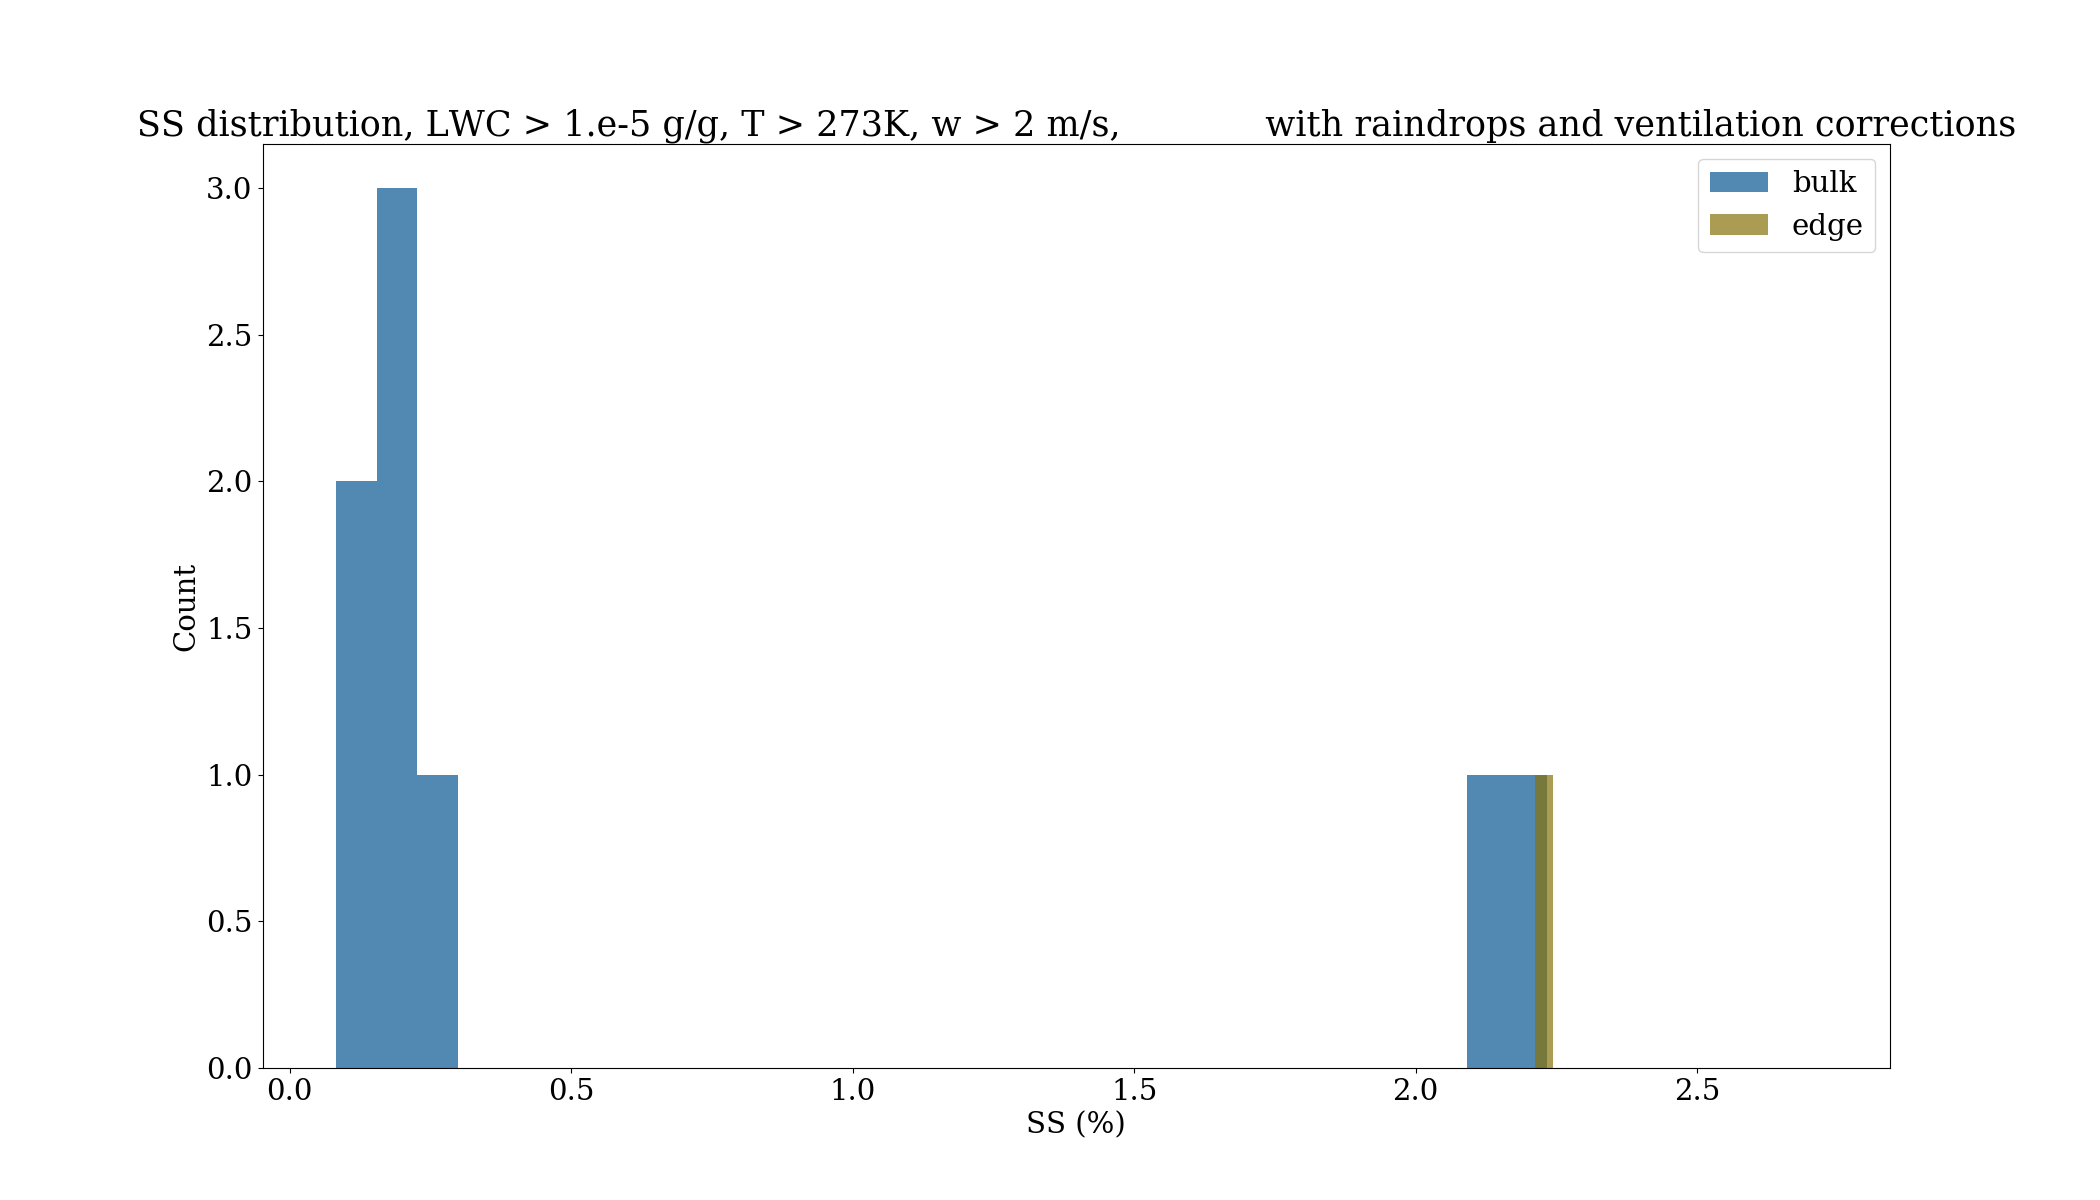 SS distribution, LWC > 1.e-5 g/g, T > 273K, w > 2 m/s, with raindrops and ventilation corrections
bulk
edge
3.0
2.5
2.0
1.5
1.0
0.5
0.0
Count
0.0 0.5 1.0 1.5 2.0 2.5
SS (%)